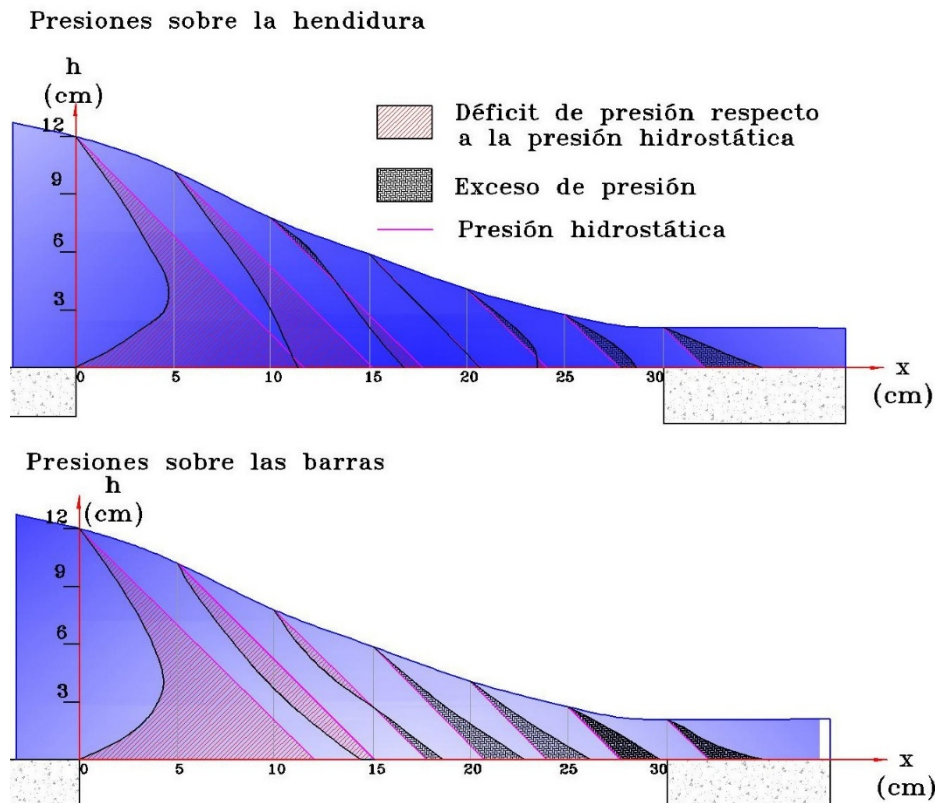 Presiones sobre la hendidura
h
(cm)
12
9
6
3
Déficit de presión respecto
a la presión hidrostática
Exceso de presión
Presión hidrostática
0 5 10 15 20 25 30
x
(cm)
Presiones sobre las barras
h
(cm)
12
9
6
3
0 5 10 15 20 25 30
x
(cm)